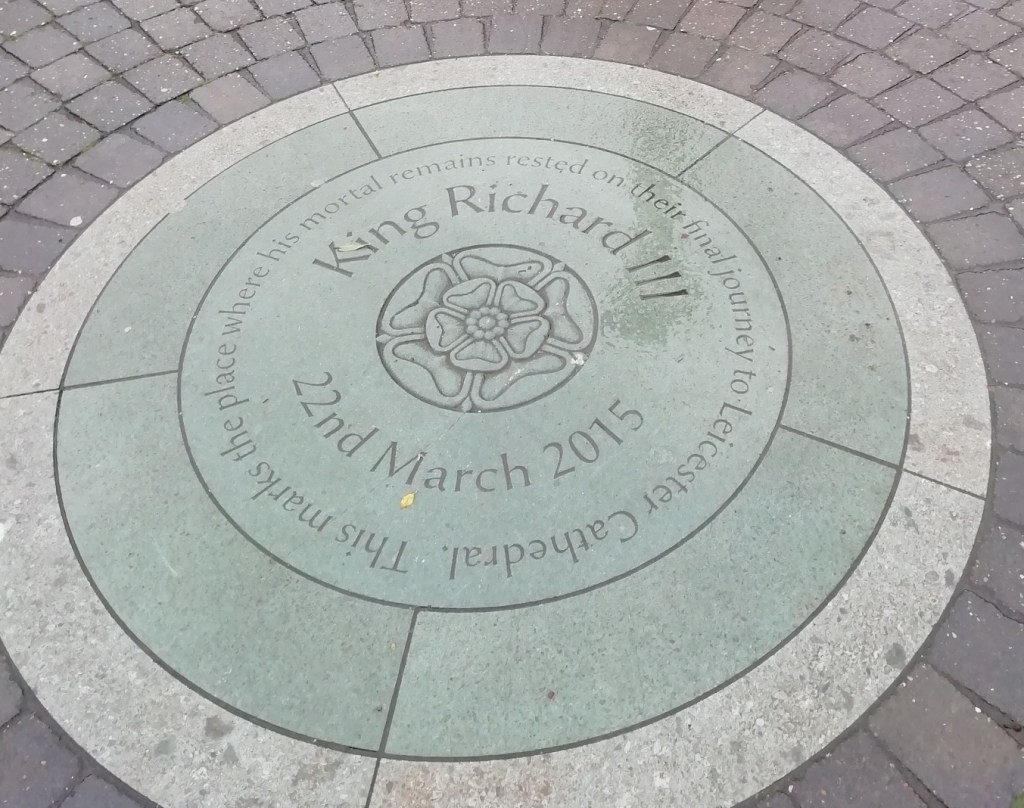 This marks the place where his mortal remains rested on their final journey to Leicester Cathedral.
King Richard III
22nd March 2015